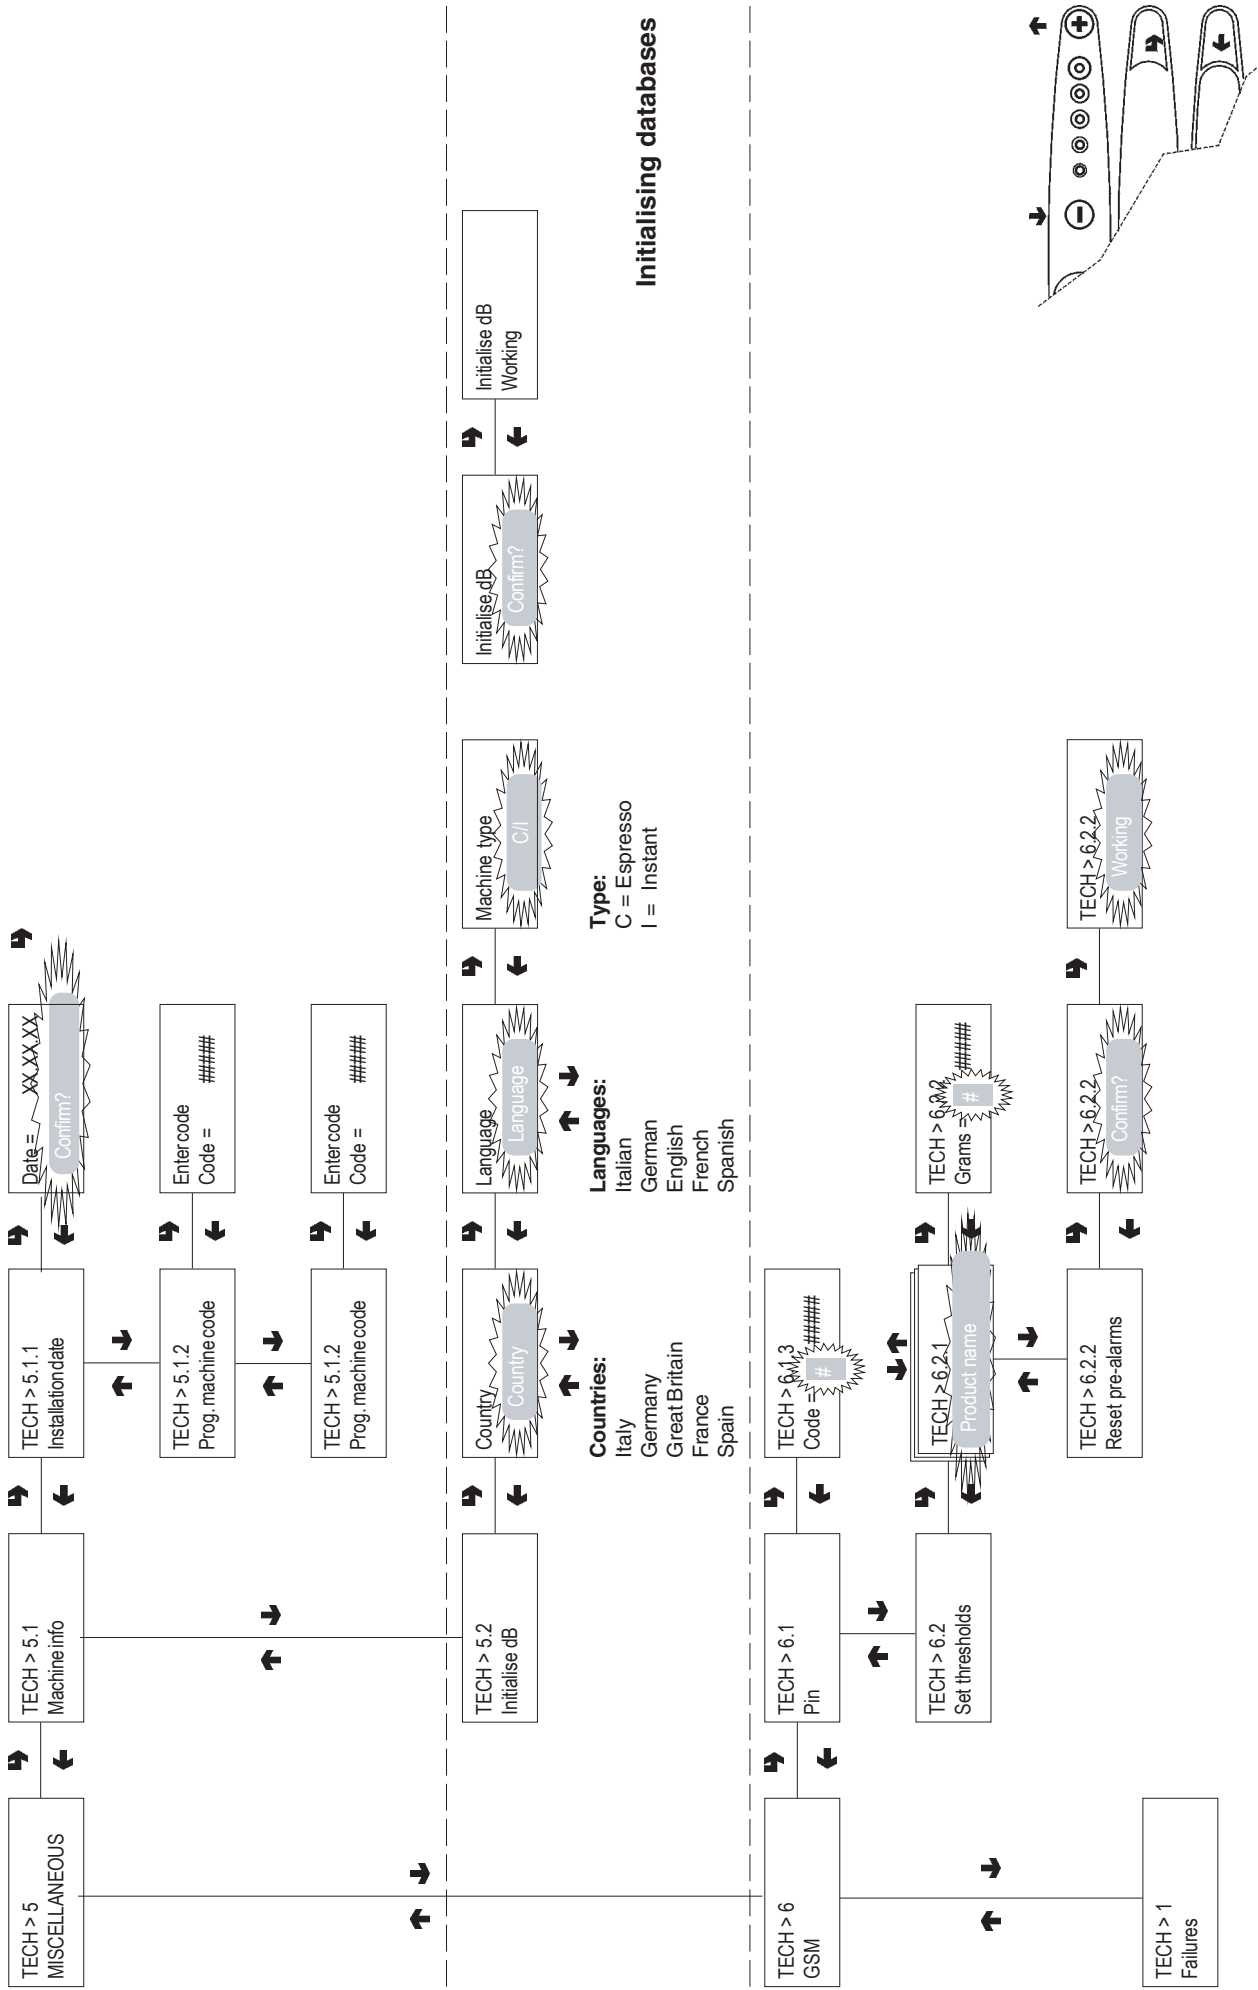 TECH > 5
MISCELLANEOUS
TECH > 5.1
Machine info
TECH > 5.1.1
Installation date
Date = XX.XX.XX
Confirm?
TECH > 5.1.2
Prog. machine code
Enter code
Code = #####
TECH > 5.1.2
Prog. machine code
Enter code
Code = #####
TECH > 5.2
Initialise dB
Country
Country
Language
Language
Machine type
C/I
Initialise dB
Confirm?
Initialise dB
Working
Countries:
Italy
Germany
Great Britain
France
Spain
Languages:
Italian
German
English
French
Spanish
Type:
C = Espresso
I = Instant
Initialising databases
TECH > 6
GSM
TECH > 6.1
Pin
TECH > 6.1.3
Code = #####
#
TECH > 6.2
Set thresholds
TECH > 6.2.1
Product name
TECH > 6.2.2
Grams = #####
#
TECH > 6.2.2
Reset pre-alarms
TECH > 6.2.2
Confirm?
TECH > 6.2.2
Working
TECH > 1
Failures